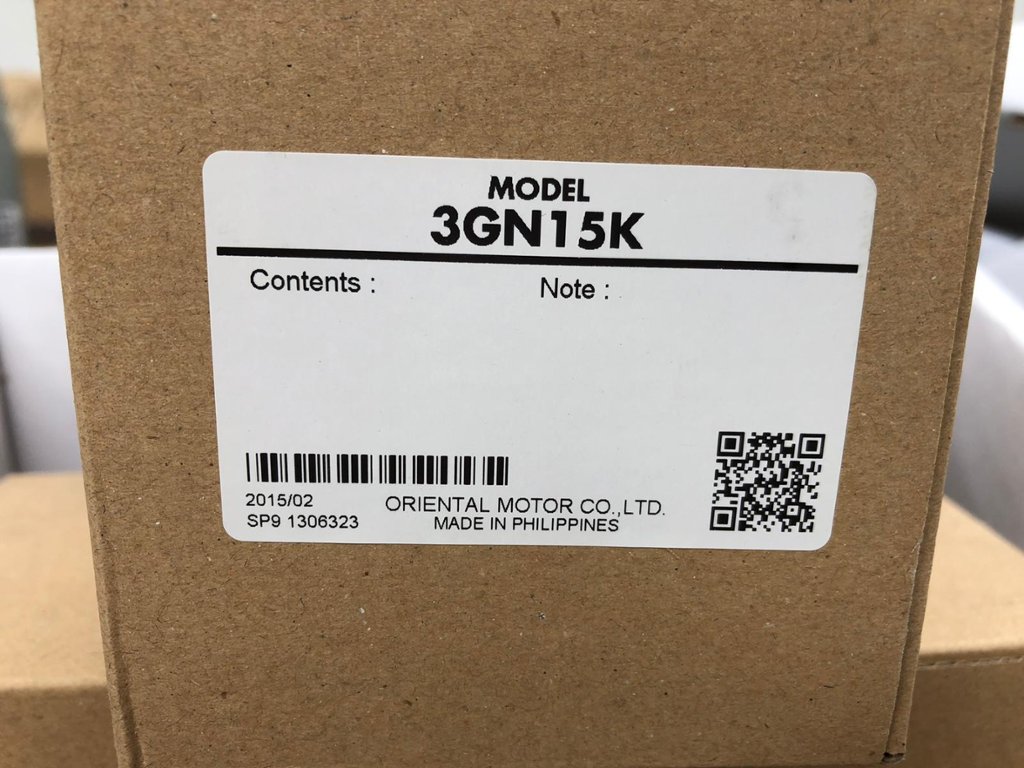 MODEL
3GN15K
Contents :
Note :
2015/02
SP9 1306323
ORIENTAL MOTOR CO.,LTD.
MADE IN PHILIPPINES